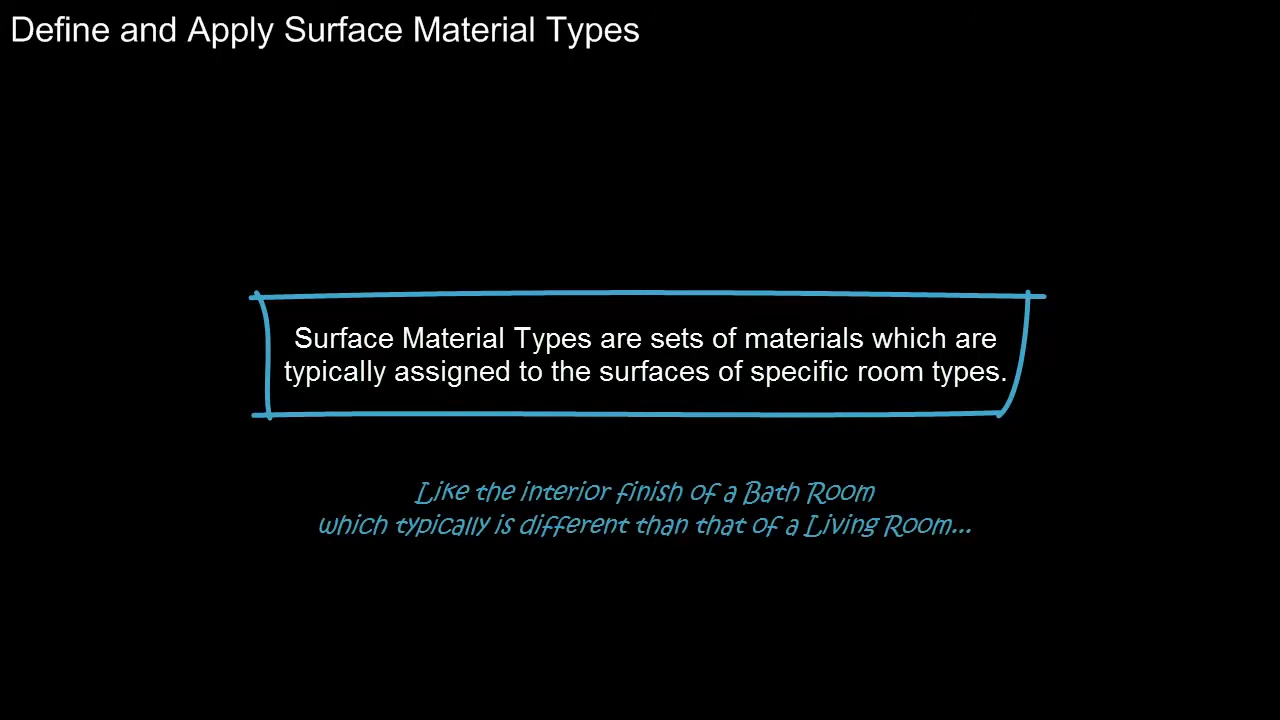 Define and Apply Surface Material Types
Surface Material Types are sets of materials which are
typically assigned to the surfaces of specific room types.
Like the interior finish of a Bath Room
which typically is different than that of a Living Room...